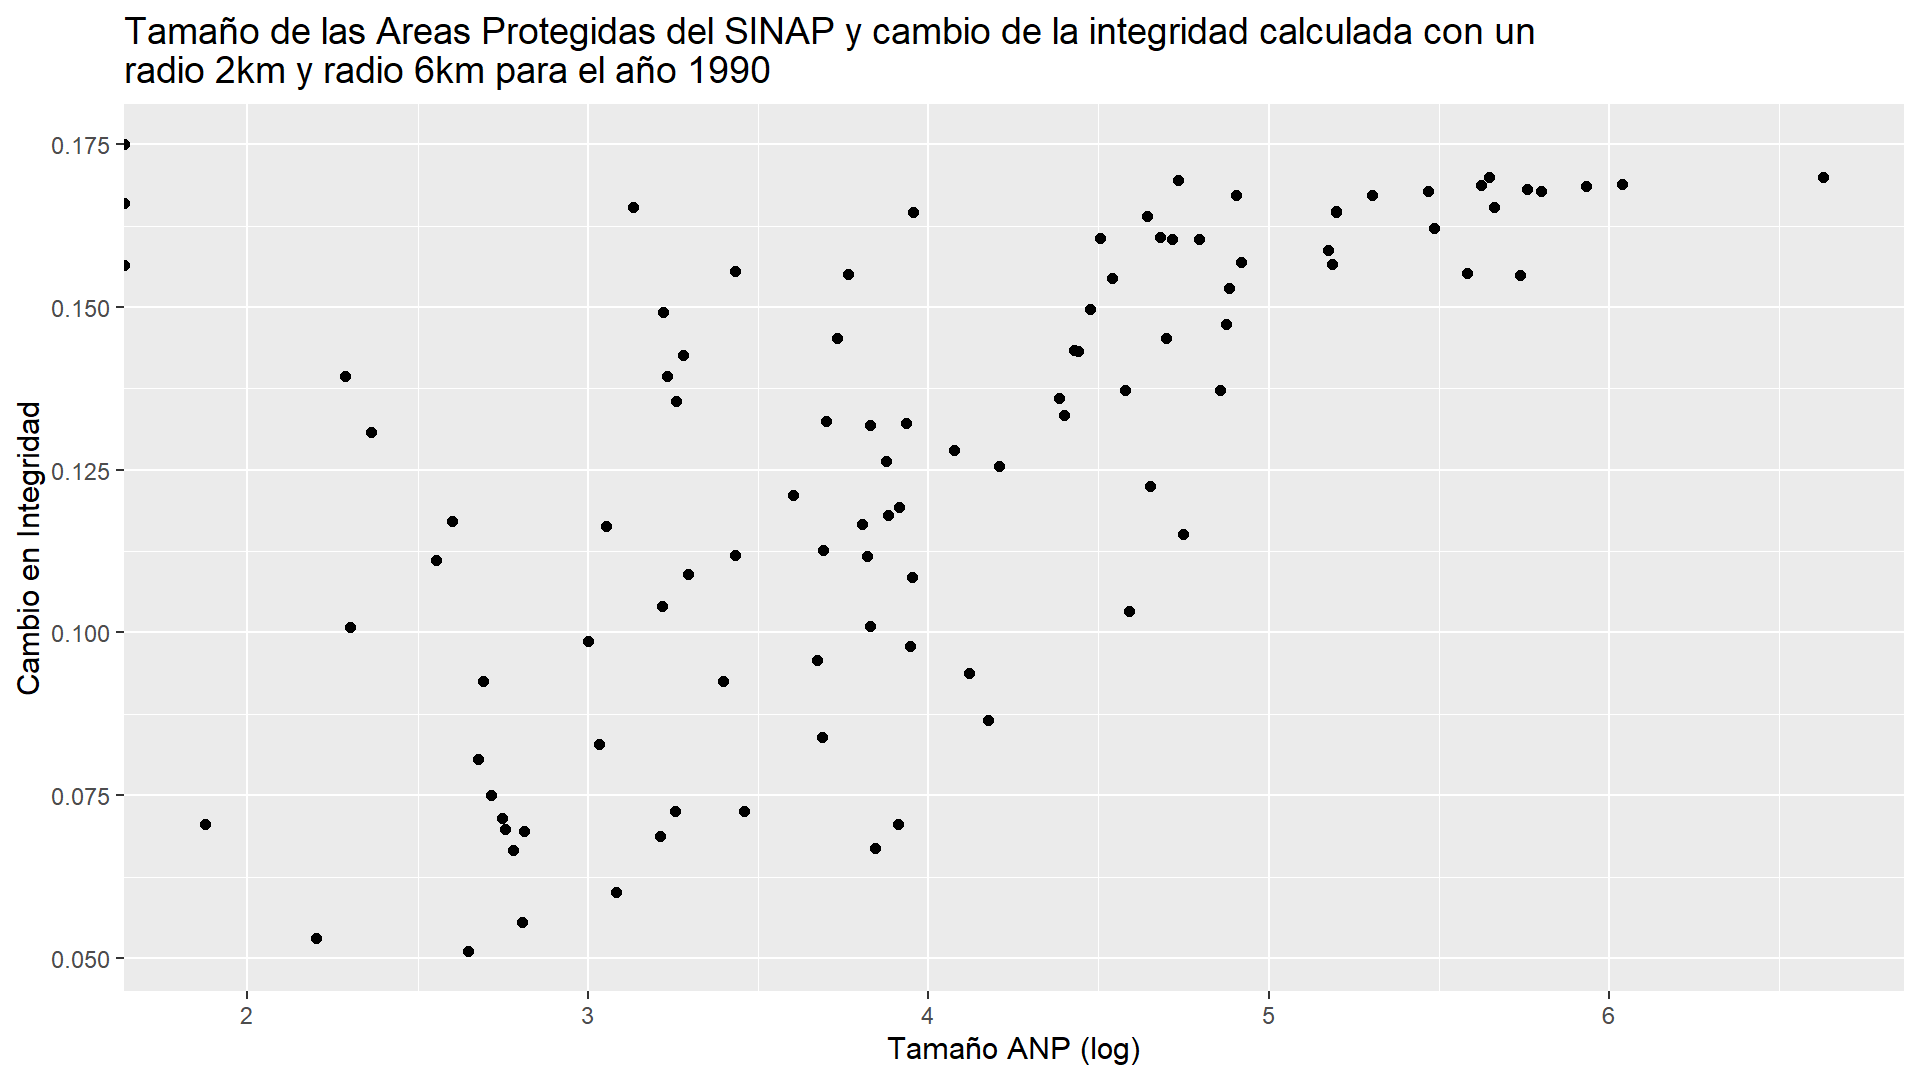 Tamaño de las Areas Protegidas del SINAP y cambio de la integridad calculada con un
radio 2km y radio 6km para el año 1990
Cambio en Integridad
0.175
0.150
0.125
0.100
0.075
0.050
2 3 4 5 6
Tamaño ANP (log)